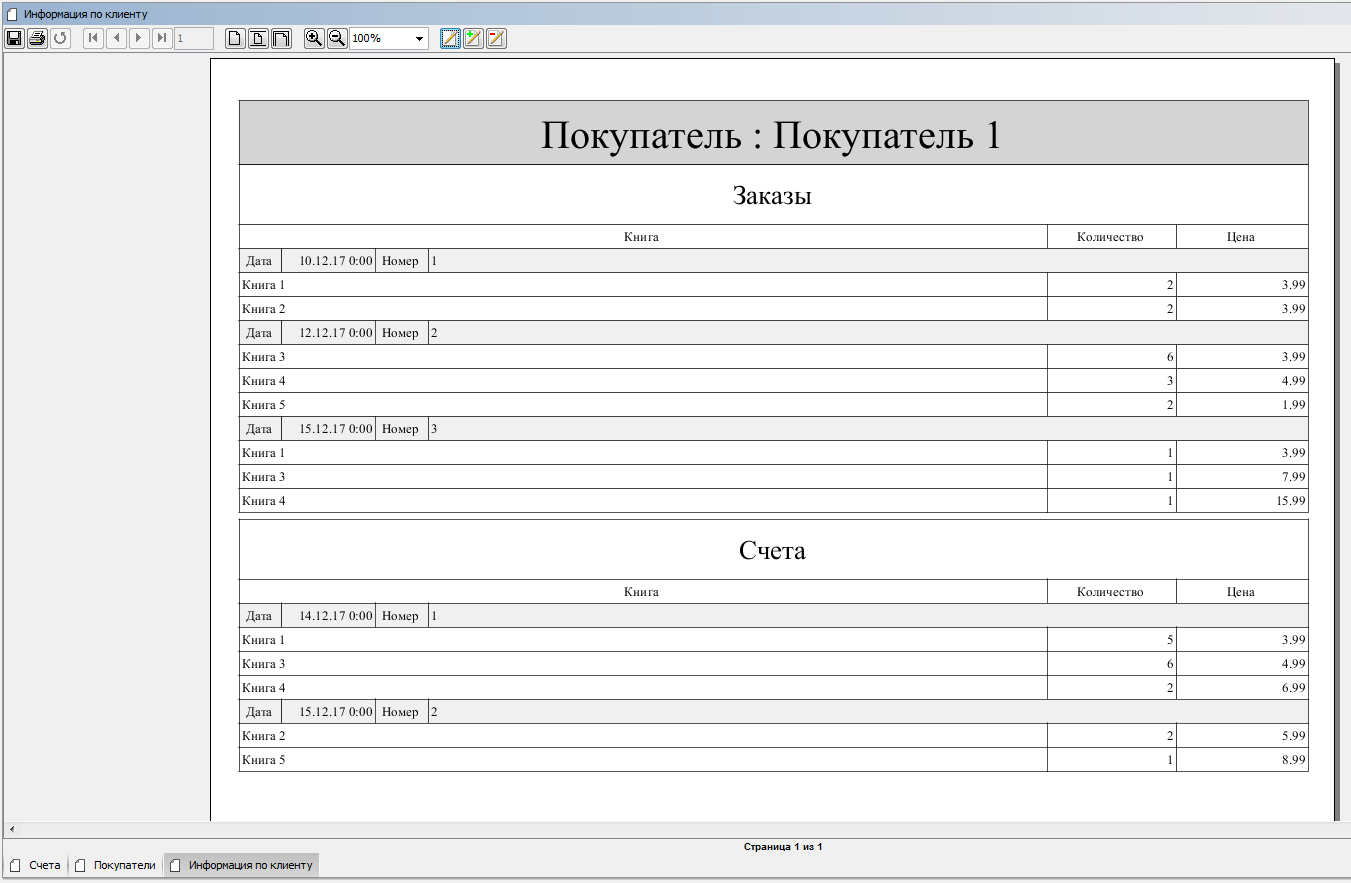 Информация по клиенту
1 100%
Покупатель : Покупатель 1
Заказы
Книга Количество Цена
Дата 10.12.17 0:00 Номер 1
Книга 1 2 3.99
Книга 2 2 3.99
Дата 12.12.17 0:00 Номер 2
Книга 3 6 3.99
Книга 4 3 4.99
Книга 5 2 1.99
Дата 15.12.17 0:00 Номер 3
Книга 1 1 3.99
Книга 3 1 7.99
Книга 4 1 15.99
Счета
Книга Количество Цена
Дата 14.12.17 0:00 Номер 1
Книга 1 5 3.99
Книга 3 6 4.99
Книга 4 2 6.99
Дата 15.12.17 0:00 Номер 2
Книга 2 2 5.99
Книга 5 1 8.99
Страница 1 из 1
Счета Покупатели Информация по клиенту